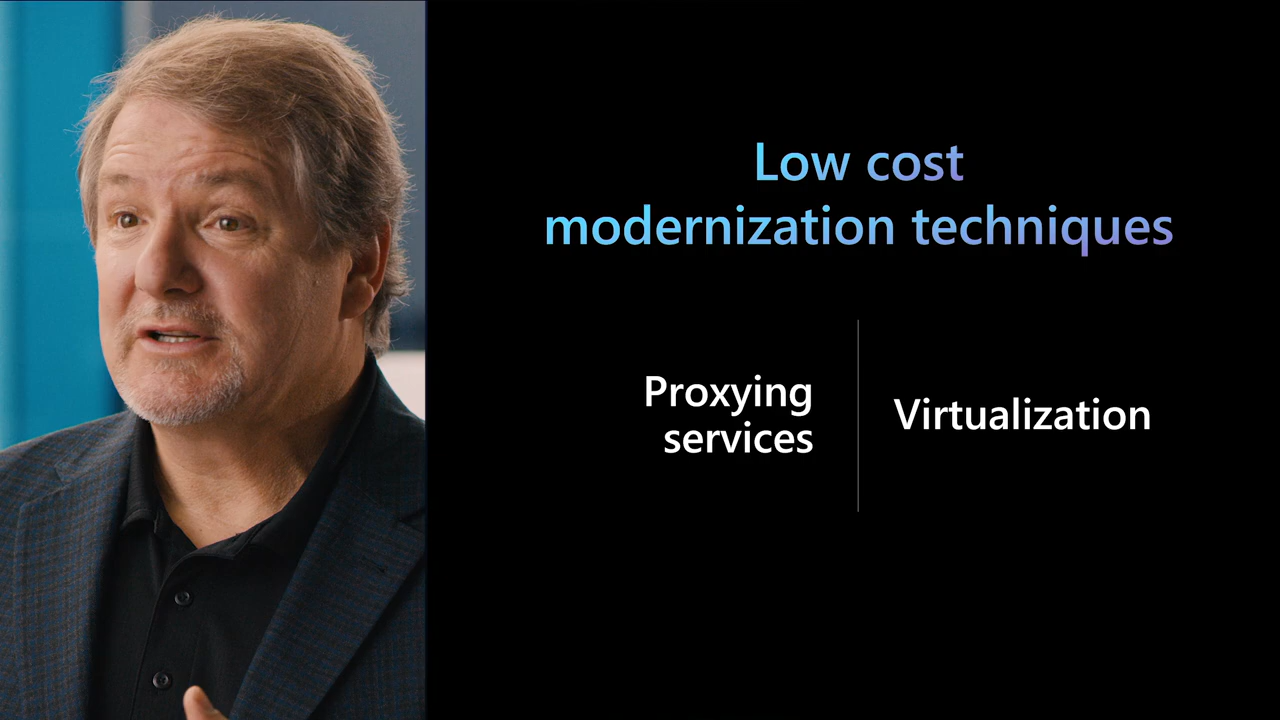 Low cost
modernization techniques
Proxying
services
Virtualization